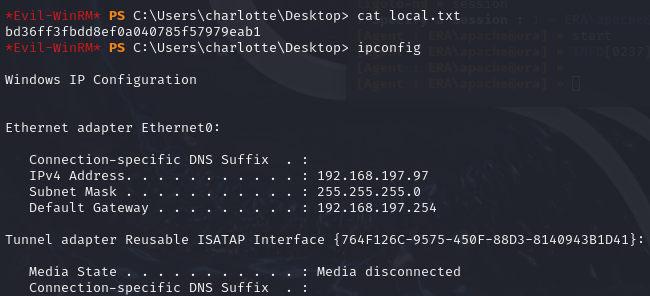 *Evil-WinRM* PS C:\Users\charlotte\Desktop> cat local.txt
bd36ff3fbdd8ef0a040785f57979eab1
*Evil-WinRM* PS C:\Users\charlotte\Desktop> ipconfig
Windows IP Configuration
Ethernet adapter Ethernet0:
Connection-specific DNS Suffix  . :
IPv4 Address. . . . . . . . . . . : 192.168.197.97
Subnet Mask . . . . . . . . . . . : 255.255.255.0
Default Gateway . . . . . . . . . : 192.168.197.254
Tunnel adapter Reusable ISATAP Interface {764F126C-9575-450F-88D3-8140943B1D41}:
Media State . . . . . . . . . . . : Media disconnected
Connection-specific DNS Suffix  . :